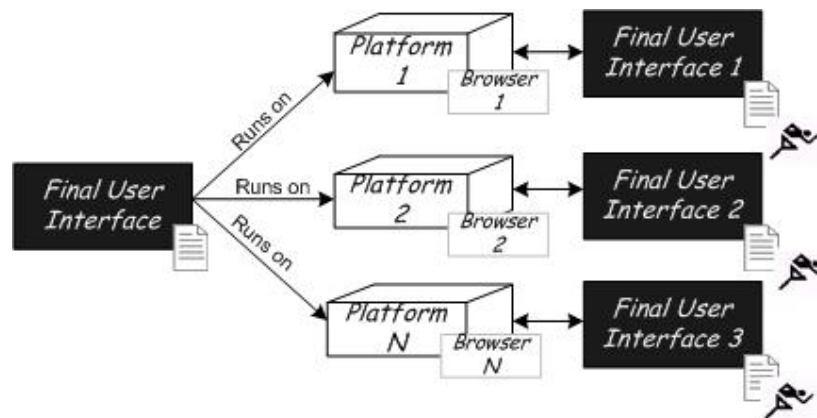 Platform
1
Browser
1
Final User
Interface 1
Runs on
Final User
Interface
Runs on
Platform
2
Browser
2
Final User
Interface 2
Runs on
Platform
N
Browser
N
Final User
Interface 3